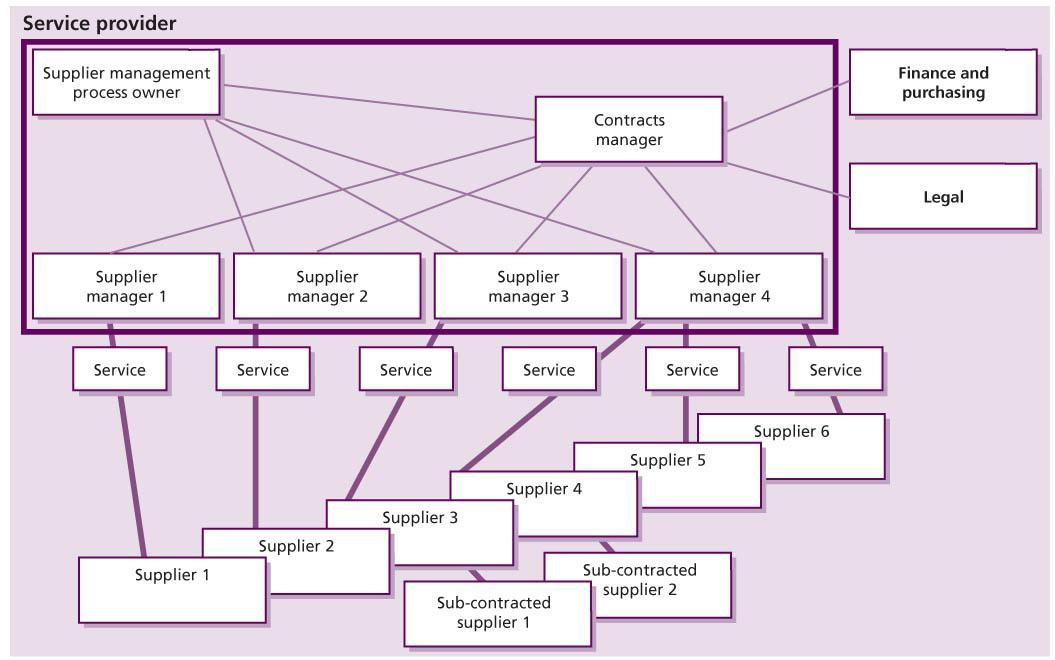 Service provider
Supplier management
process owner
Finance and
purchasing
Contracts
manager
Legal
Supplier
manager 1
Supplier
manager 2
Supplier
manager 3
Supplier
manager 4
Service
Service
Service
Service
Service
Service
Supplier 6
Supplier 5
Supplier 4
Supplier 3
Supplier 2
Supplier 1
Sub-contracted
supplier 2
Sub-contracted
supplier 1